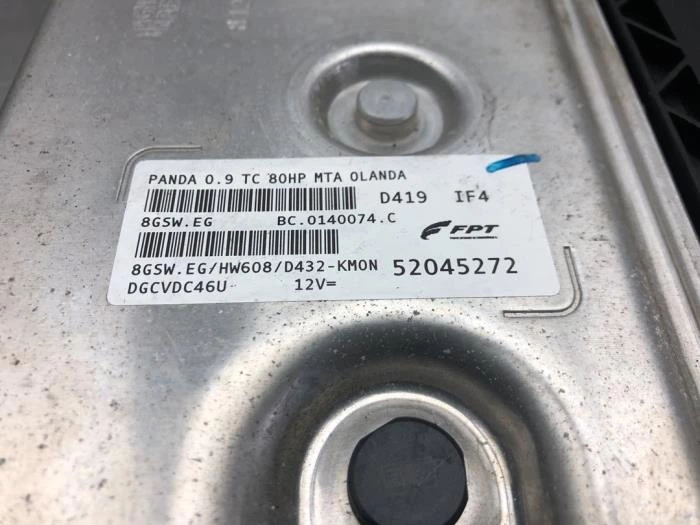 PANDA 0.9 TC 80HP MTA OLANDA
D419 IF4
8GSW.EG BC.0140074.C
FPT
8GSW.EG/HW608/D432-KM0N 52045272
DGCVDC46U 12V=